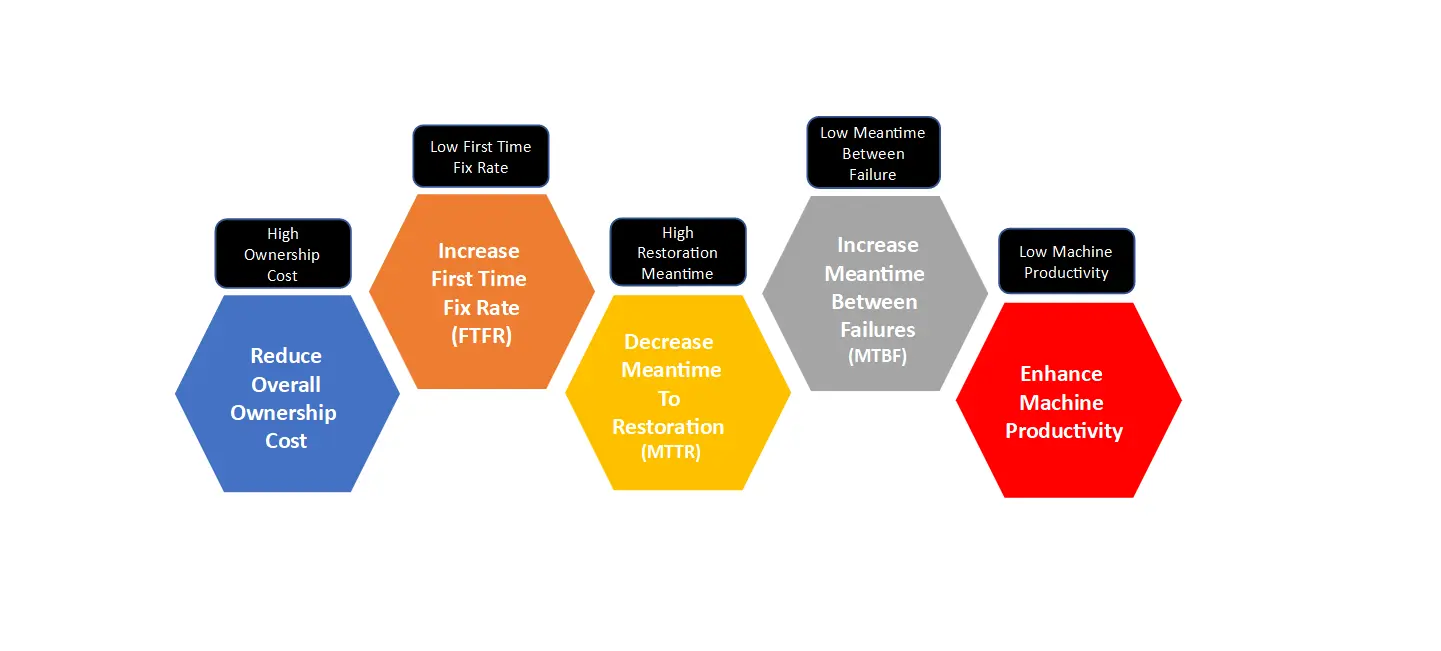 High
Ownership
Cost
Reduce
Overall
Ownership
Cost
Low First Time
Fix Rate
Increase
First Time
Fix Rate
(FTFR)
High
Restoration
Meantime
Decrease
Meantime
To
Restoration
(MTTR)
Low Meantime
Between
Failure
Increase
Meantime
Between
Failures
(MTBF)
Low Machine
Productivity
Enhance
Machine
Productivity